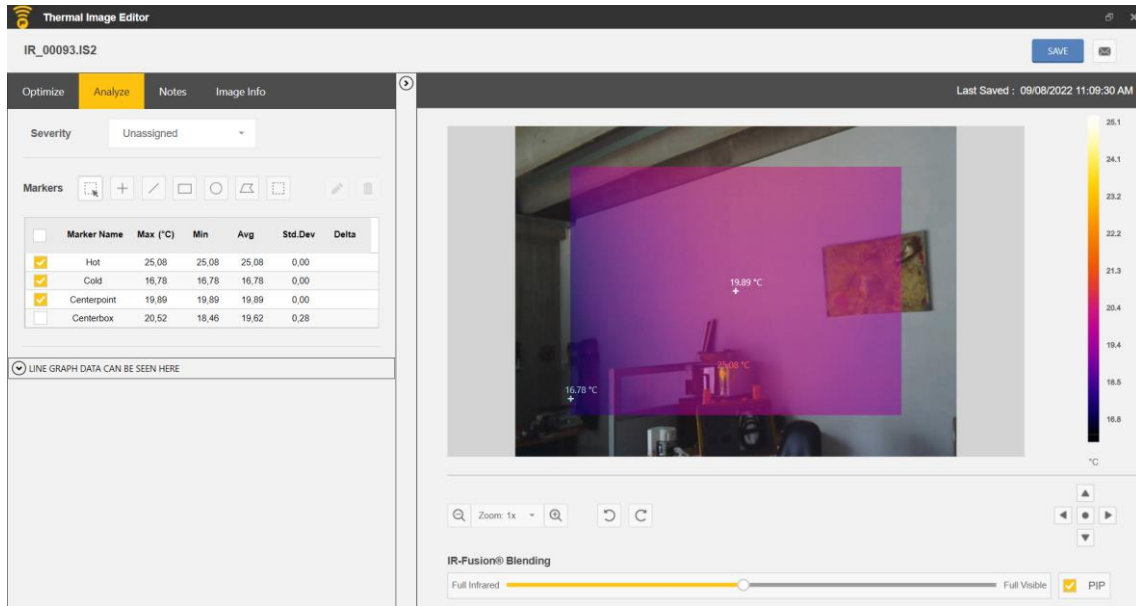 Thermal Image Editor
IR_00093.IS2
SAVE
Optimize Analyze Notes Image Info
Last Saved : 09/08/2022 11:09:30 AM
Severity Unassigned
Markers
Marker Name Max (°C) Min Avg Std.Dev Delta
Hot 25,08 25,08 25,08 0,00
Cold 16,78 16,78 16,78 0,00
Centerpoint 19,89 19,89 19,89 0,00
Centerbox 20,52 18,46 19,62 0,28
LINE GRAPH DATA CAN BE SEEN HERE
19.89 °C
25.08 °C
16.78 °C
25.1
24.1
23.2
22.2
21.3
20.4
19.4
18.5
16.8
°C
Zoom: 1x
IR-Fusion® Blending
Full Infrared Full Visible PIP